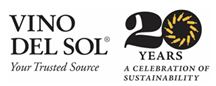 VINO
DEL SOL®
Your Trusted Source
20
YEARS
A CELEBRATION OF
SUSTAINABILITY